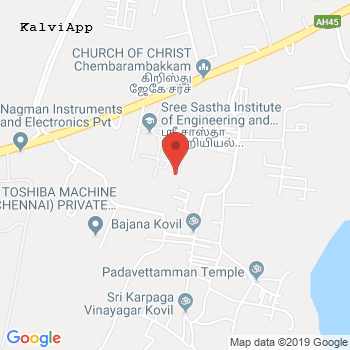 KalviApp
AH45
CHURCH OF CHRIST
Chembarambakkam
கிறிஸ்து
ஜேகே சர்ச்
Nagman Instruments
and Electronics Pvt
Sree Sastha Institute
of Engineering and...
ஸ்ரீ சாஸ்தா
றியியல்...
TOSHIBA MACHINE
(CHENNAI) PRIVATE...
Bajana Kovil
Padavettamman Temple
Sri Karpaga
Vinayagar Kovil
Google
Map data ©2019 Google